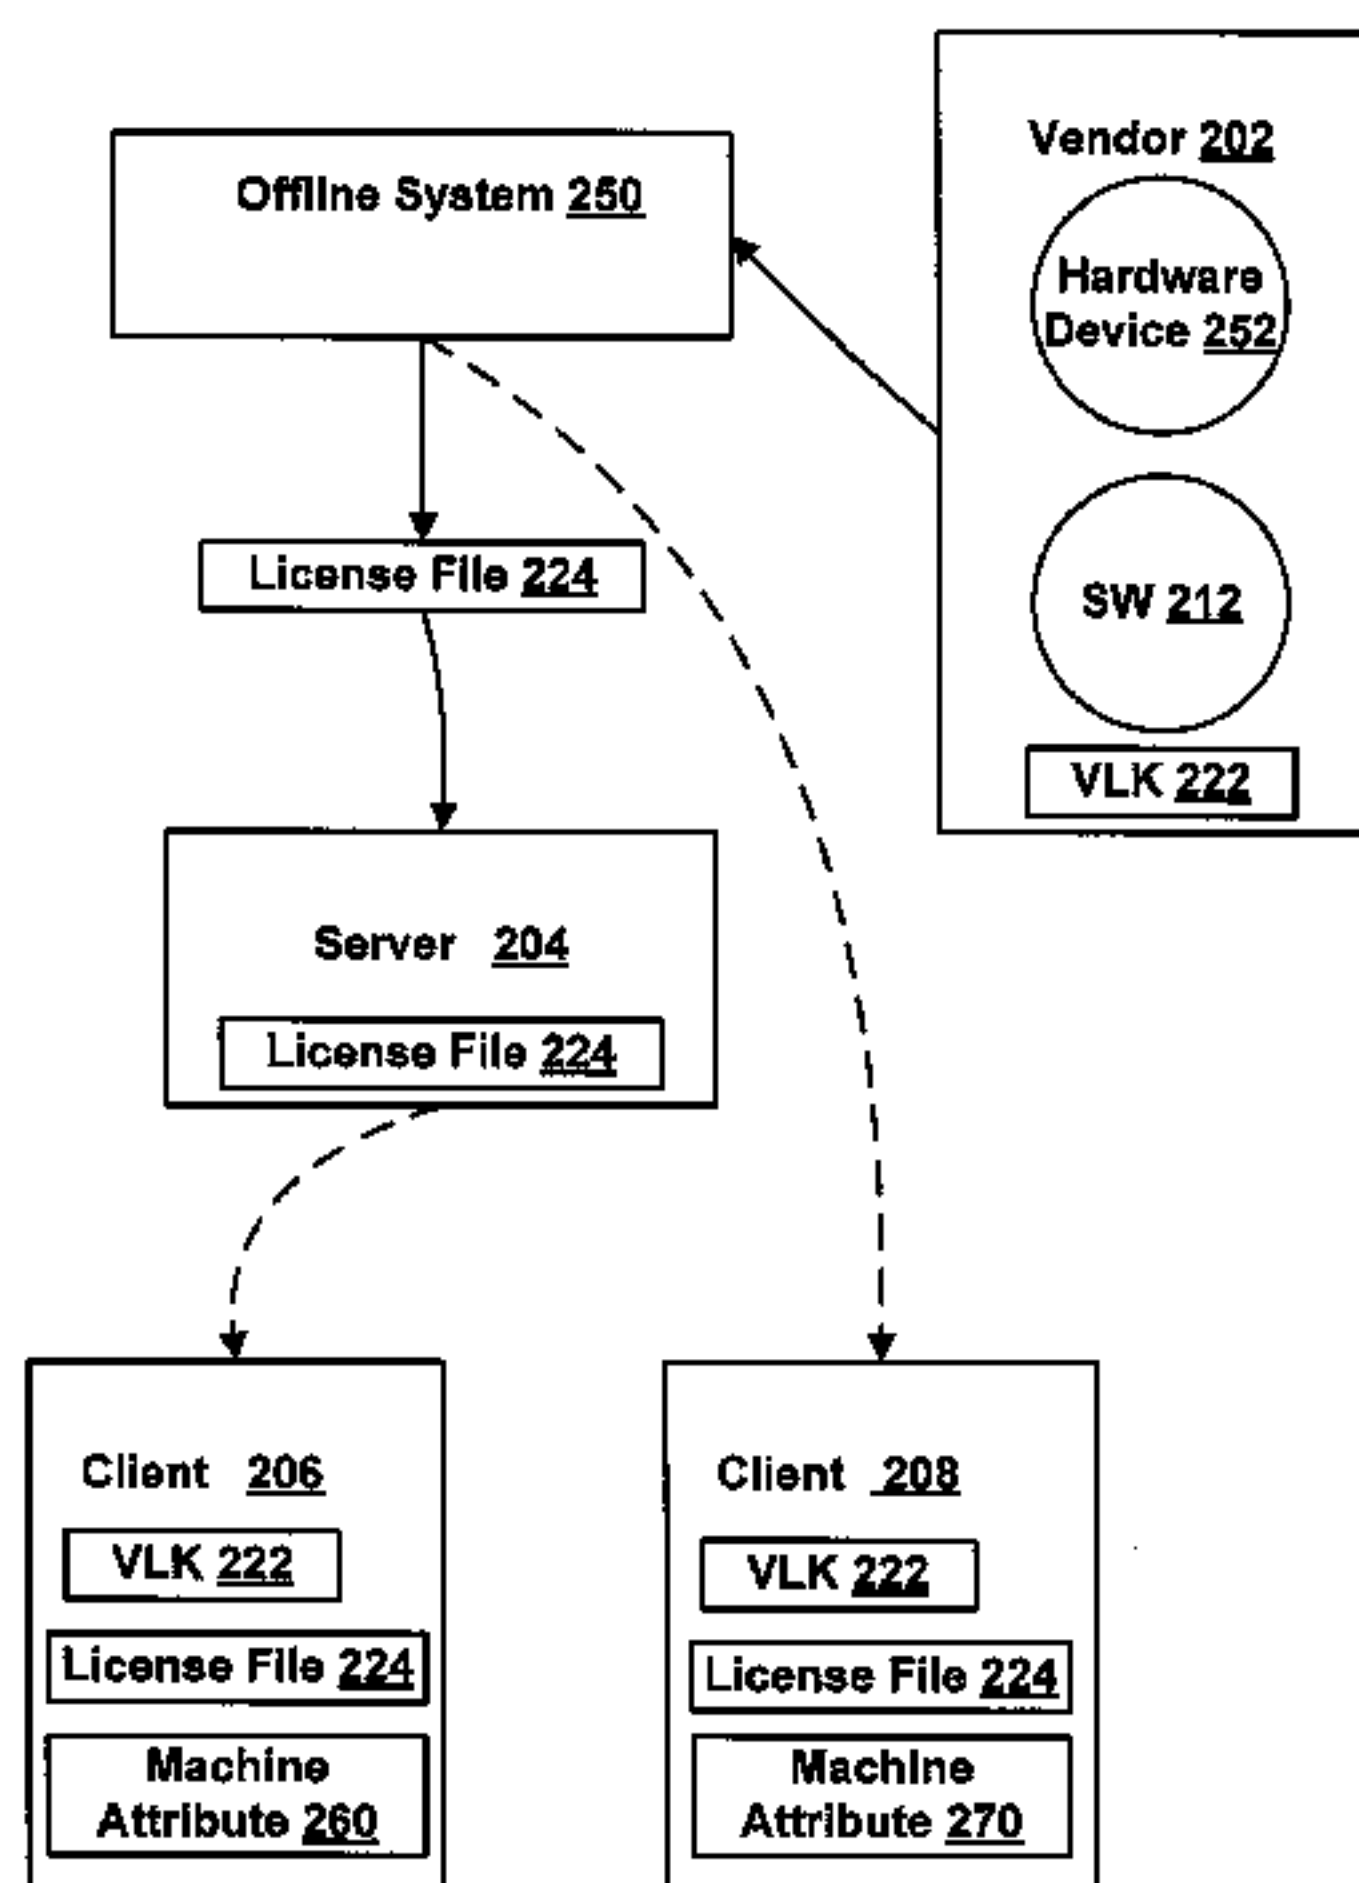 Vendor 202
Offline System 250
Hardware
Device 252
License File 224
SW 212
VLK 222
Server 204
License File 224
Client 206
VLK 222
License File 224
Machine
Attribute 260
Client 208
VLK 222
License File 224
Machine
Attribute 270